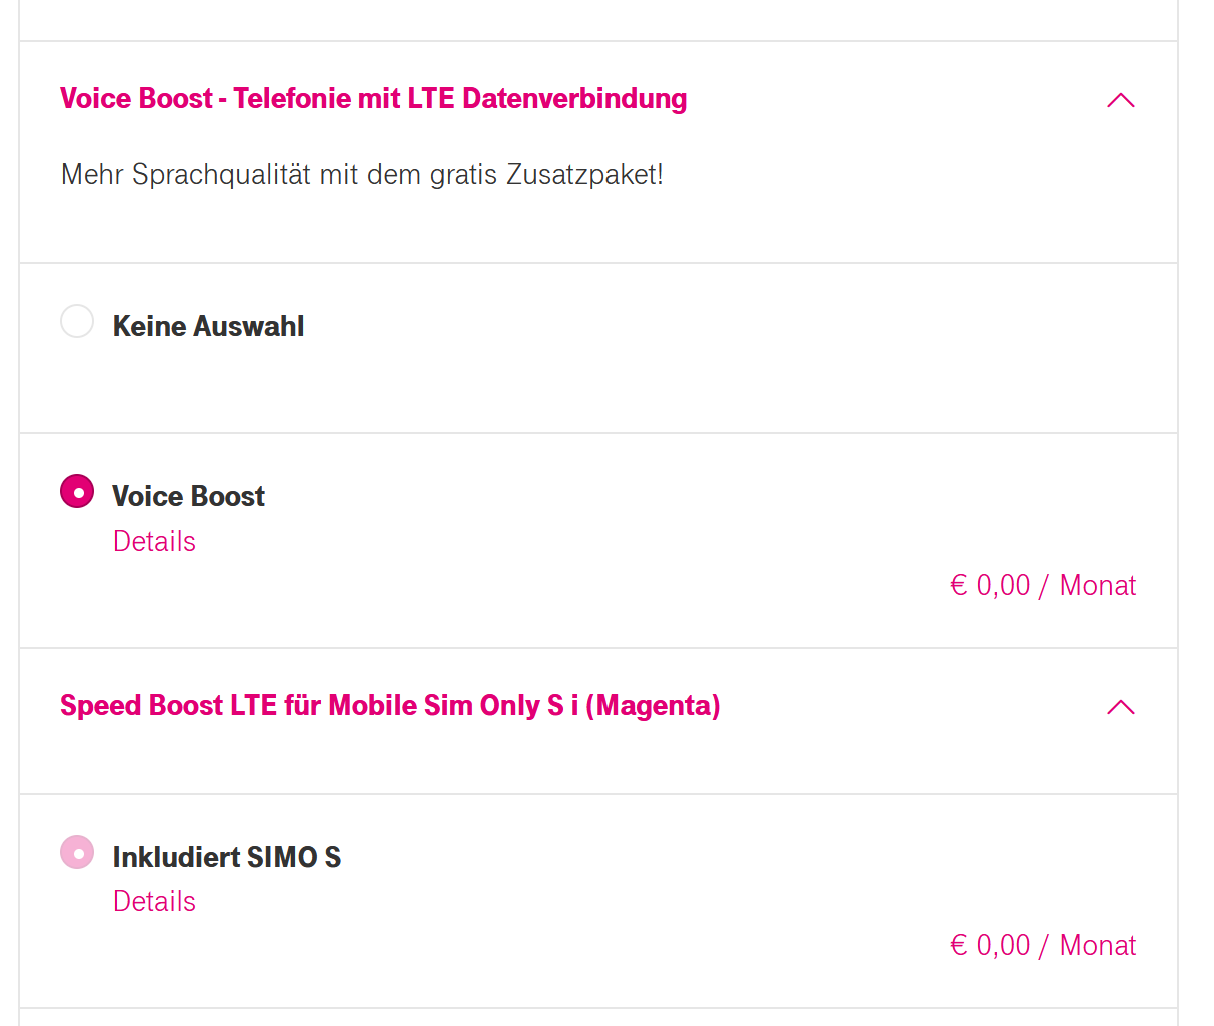 Voice Boost - Telefonie mit LTE Datenverbindung
Mehr Sprachqualität mit dem gratis Zusatzpaket!
Keine Auswahl
Voice Boost
Details
€ 0,00 / Monat
Speed Boost LTE für Mobile Sim Only S i (Magenta)
Inkludiert SIMO S
Details
€ 0,00 / Monat